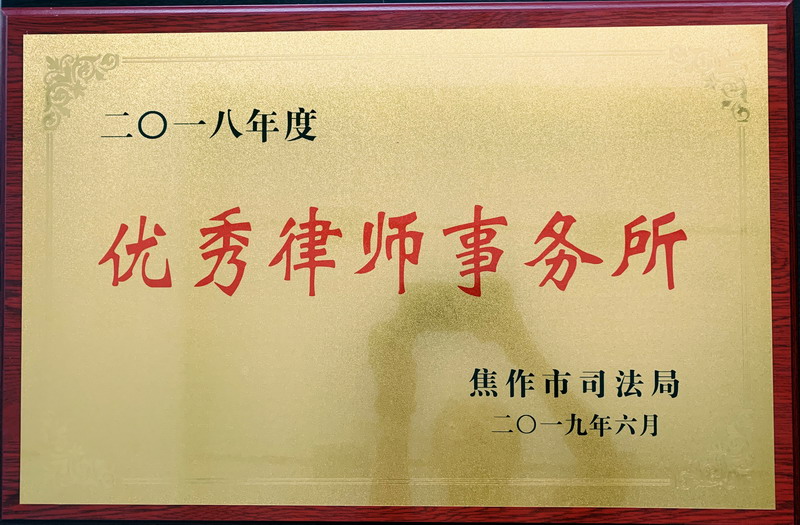 二〇一八年度
优秀律师事务所
焦作市司法局
二〇一九年六月